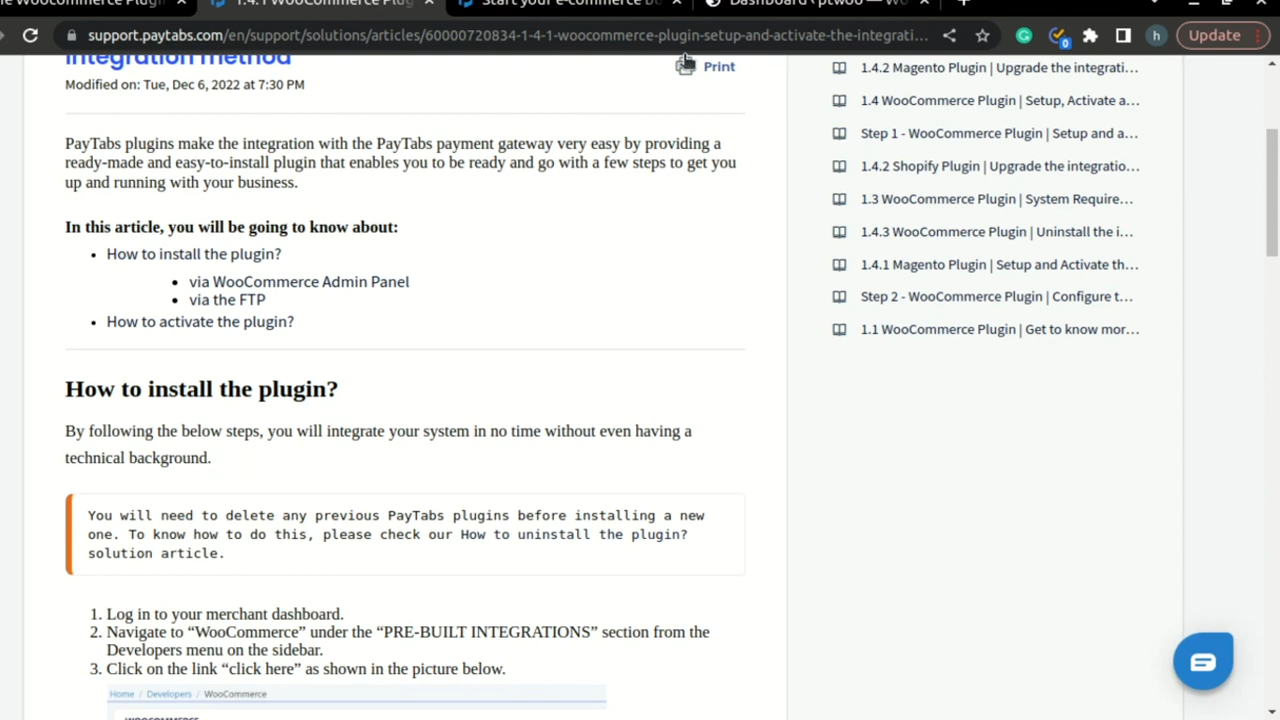 1.4.1 WooCommerce Plug
Start your e-commerce b
support.paytabs.com/en/support/solutions/articles/60000720834-1-4-1-woocommerce-plugin-setup-and-activate-the-integrati...
h
Update
integration method
Print
Modified on: Tue, Dec 6, 2022 at 7:30 PM
PayTabs plugins make the integration with the PayTabs payment gateway very easy by providing a
ready-made and easy-to-install plugin that enables you to be ready and go with a few steps to get you
up and running with your business.
In this article, you will be going to know about:
• How to install the plugin?
• via WooCommerce Admin Panel
• via the FTP
• How to activate the plugin?
How to install the plugin?
By following the below steps, you will integrate your system in no time without even having a
technical background.
You will need to delete any previous PayTabs plugins before installing a new
one. To know how to do this, please check our How to uninstall the plugin?
solution article.
1. Log in to your merchant dashboard.
2. Navigate to “WooCommerce” under the “PRE-BUILT INTEGRATIONS” section from the
Developers menu on the sidebar.
3. Click on the link “click here” as shown in the picture below.
Home / Developers / WooCommerce
WOOCOMMERCE
1.4.2 Magento Plugin | Upgrade the integrati...
1.4 WooCommerce Plugin | Setup, Activate a...
Step 1 - WooCommerce Plugin | Setup and a...
1.4.2 Shopify Plugin | Upgrade the integratio...
1.3 WooCommerce Plugin | System Require...
1.4.3 WooCommerce Plugin | Uninstall the i...
1.4.1 Magento Plugin | Setup and Activate th...
Step 2 - WooCommerce Plugin | Configure t...
1.1 WooCommerce Plugin | Get to know mor...